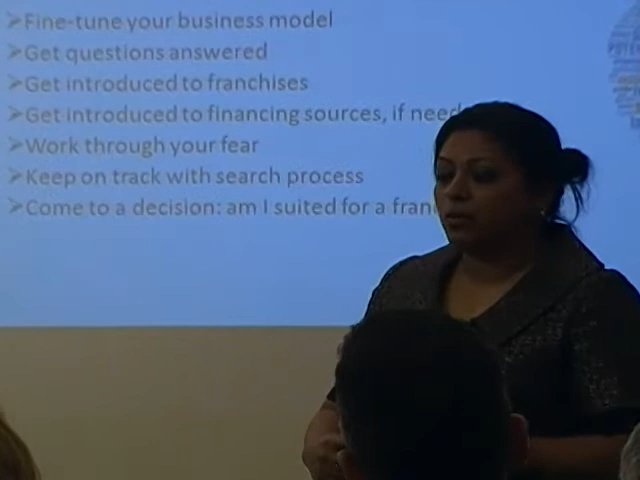 ➢Fine-tune your business model
➢Get questions answered
➢Get introduced to franchises
➢Get introduced to financing sources, if
➢Work through your fear
➢Keep on track with search process
➢Come to a decision: am I suited for a